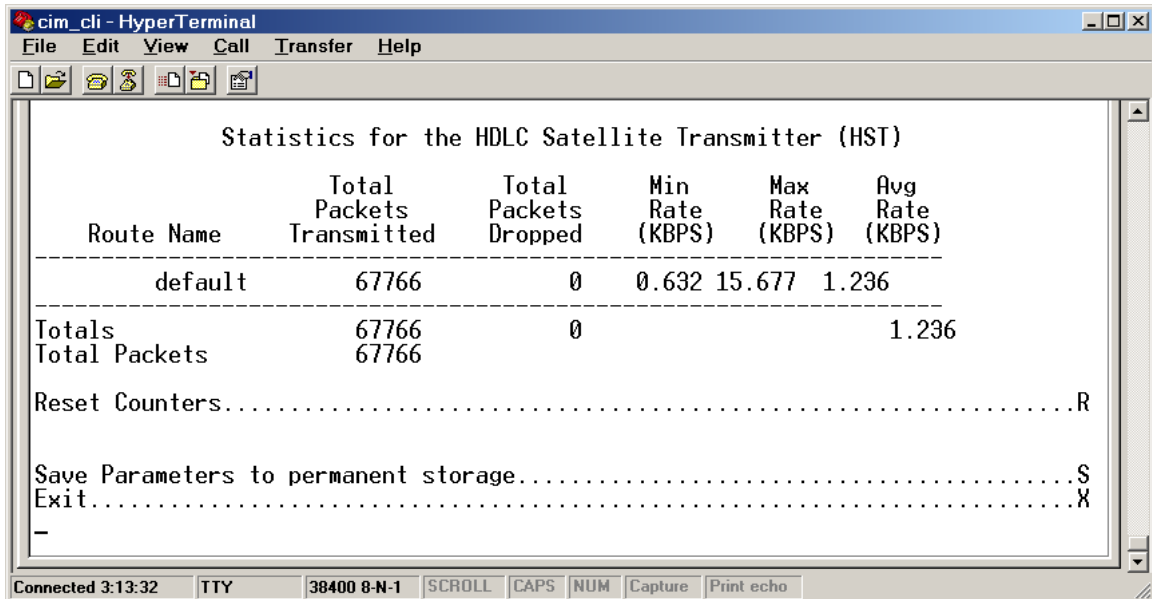 cim_cli - HyperTerminal
File Edit View Call Transfer Help
Statistics for the HDLC Satellite Transmitter (HST)
Total Total Min Max Avg
Packets Packets Rate Rate Rate
Route Name Transmitted Dropped (KBPS) (KBPS) (KBPS)
--------------------------------------------------------------------
default 67766 0 0.632 15.677 1.236
--------------------------------------------------------------------
Totals 67766 0 1.236
Total Packets 67766
Reset Counters................................................................R
Save Parameters to permanent storage..........................................S
Exit..........................................................................X
_
Connected 3:13:32 TTY 38400 8-N-1 SCROLL CAPS NUM Capture Print echo